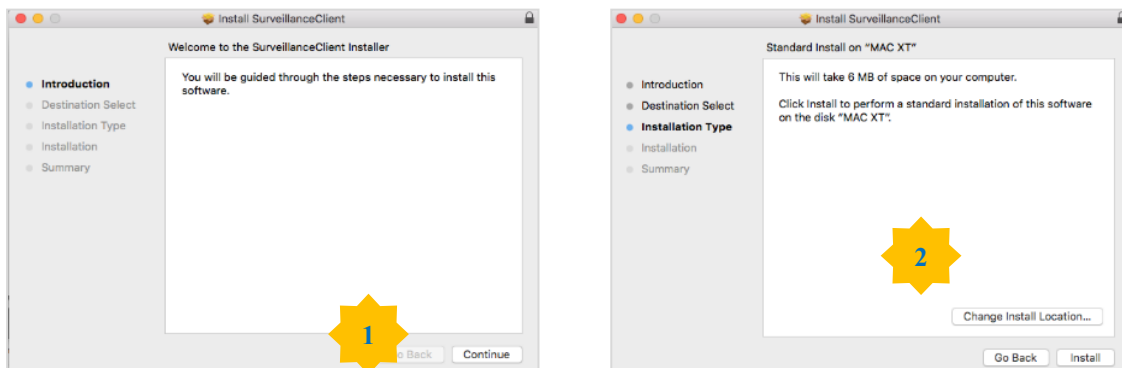 Install SurveillanceClient
Welcome to the SurveillanceClient Installer
Introduction
Destination Select
Installation Type
Installation
Summary
You will be guided through the steps necessary to install this
software.
1
Back
Continue
Install SurveillanceClient
Standard Install on "MAC XT"
Introduction
Destination Select
Installation Type
Installation
Summary
This will take 6 MB of space on your computer.
Click Install to perform a standard installation of this software
on the disk "MAC XT".
2
Change Install Location...
Go Back
Install